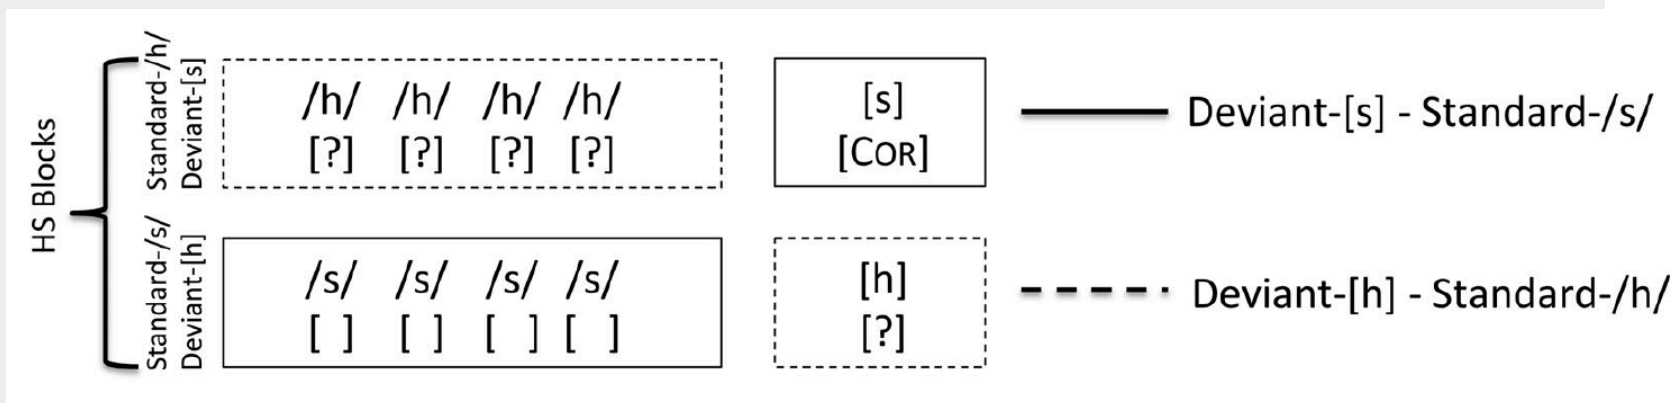 HS Blocks
Standard-/h/
Deviant-[s]
/h/ /h/ /h/ /h/
[?] [?] [?] [?]
[s]
[COR]
Deviant-[s] - Standard-/s/
Standard-/s/
Deviant-[h]
/s/ /s/ /s/ /s/
[ ] [ ] [ ] [ ]
[h]
[?]
Deviant-[h] - Standard-/h/